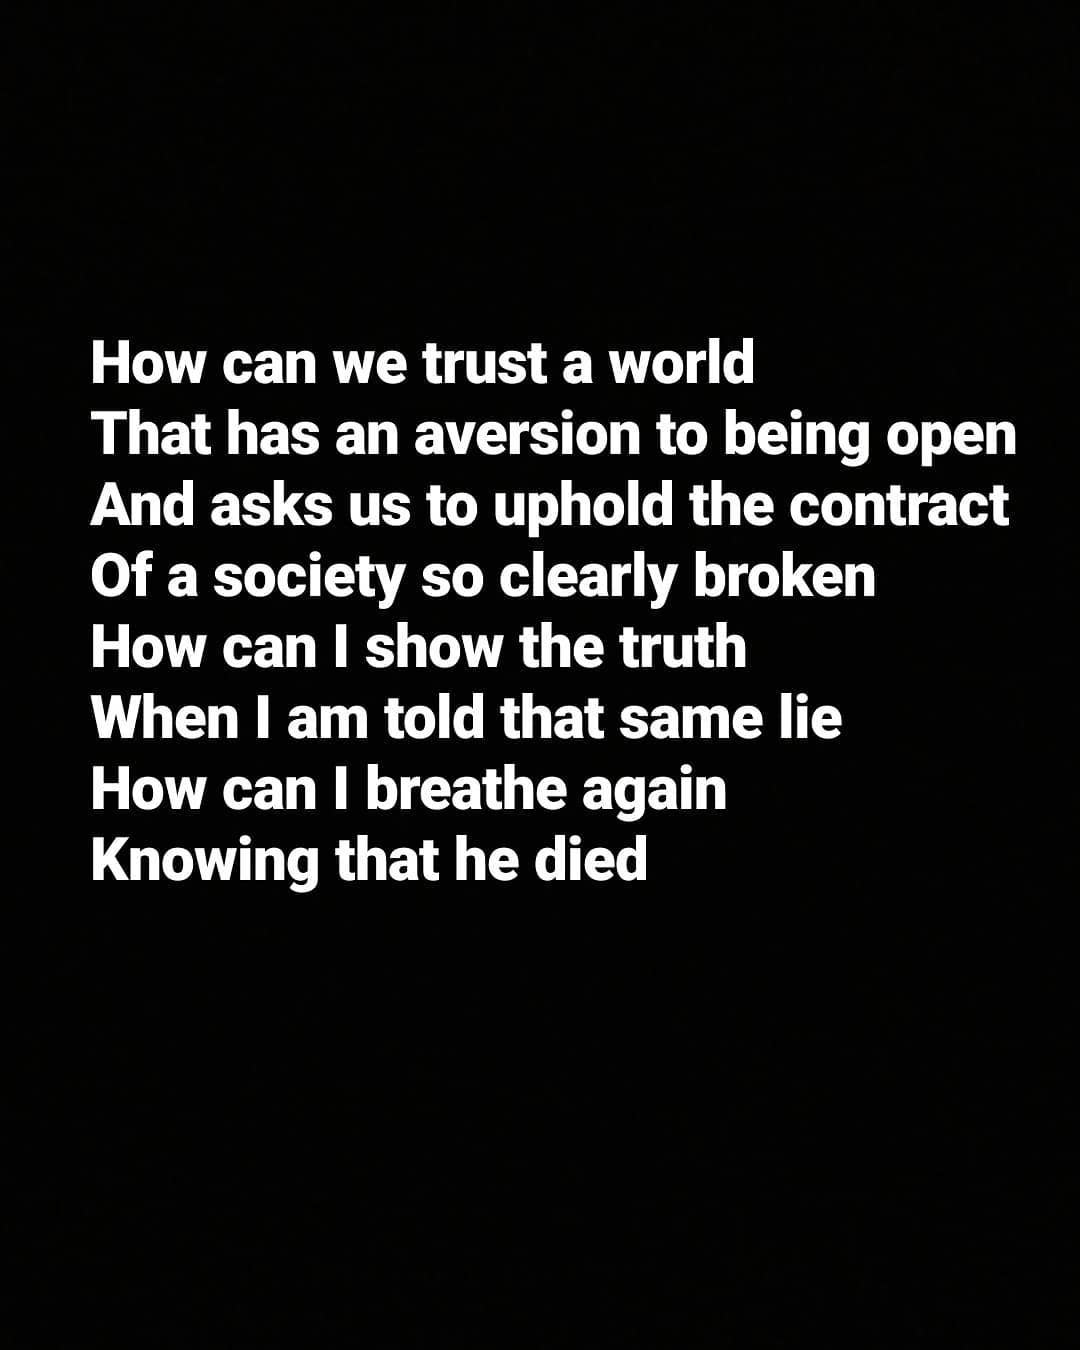 How can we trust a world
That has an aversion to being open
And asks us to uphold the contract
Of a society so clearly broken
How can I show the truth
When I am told that same lie
How can I breathe again
Knowing that he died